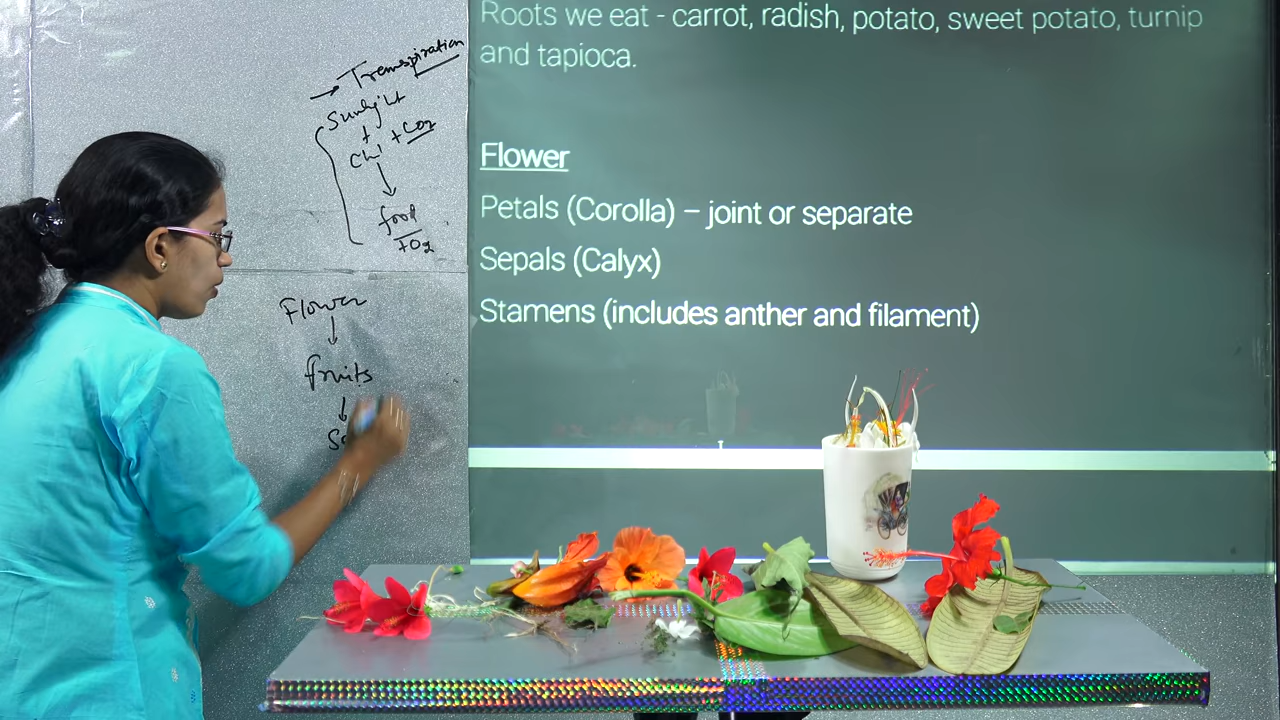 → Transpiration
Sunlight
+
Chl + CO2
↓
food
+O2
Flower
↓
fruits
↓
Roots we eat - carrot, radish, potato, sweet potato, turnip
and tapioca.
Flower
Petals (Corolla) – joint or separate
Sepals (Calyx)
Stamens (includes anther and filament)